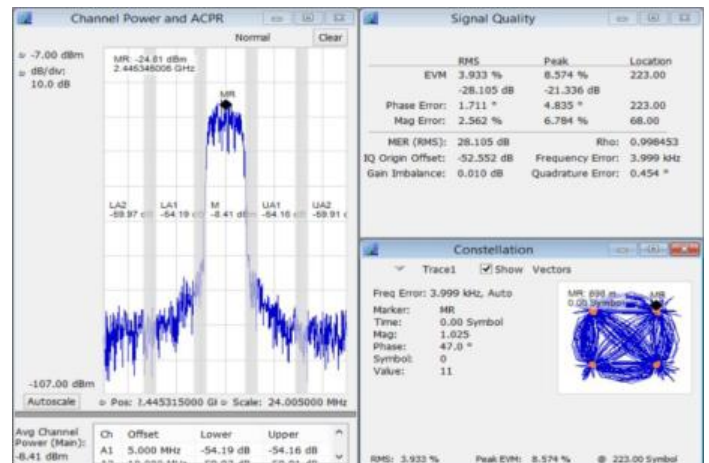 Channel Power and ACPR
Normal Clear
-7.00 dBm
dB/div:
10.0 dB
MR: -24.81 dBm
2.446346006 GHz
MR
LA2 LA1 M UA1 UA2
-59.97 -54.19 -8.41 -54.16 -59.91
-107.00 dBm
Autoscale Pos: 2.445315000 Scale: 24.005000 MHz
Avg Channel
Power (Main):
-8.41 dBm
Ch Offset Lower Upper
A1 5.000 MHz -54.19 dB -54.16 dB
Signal Quality
RMS Peak Location
EVM 3.933 % 8.574 % 223.00
-28.105 dB -21.336 dB
Phase Error: 1.711 ° 4.835 ° 223.00
Mag Error: 2.562 % 6.784 % 68.00
MER (RMS): 28.105 dB Rho: 0.998453
IQ Origin Offset: -52.552 dB Frequency Error: 3.999 kHz
Gain Imbalance: 0.010 dB Quadrature Error: 0.454 °
Constellation
Trace1 Show Vectors
Freq Error: 3.999 kHz, Auto
Marker: MR
Time: 0.00 Symbol
Mag: 1.025
Phase: 47.0 °
Symbol: 0
Value: 11
MR
RMS: 3.933 % Peak EVM: 8.574 % @ 223.00 Symbol